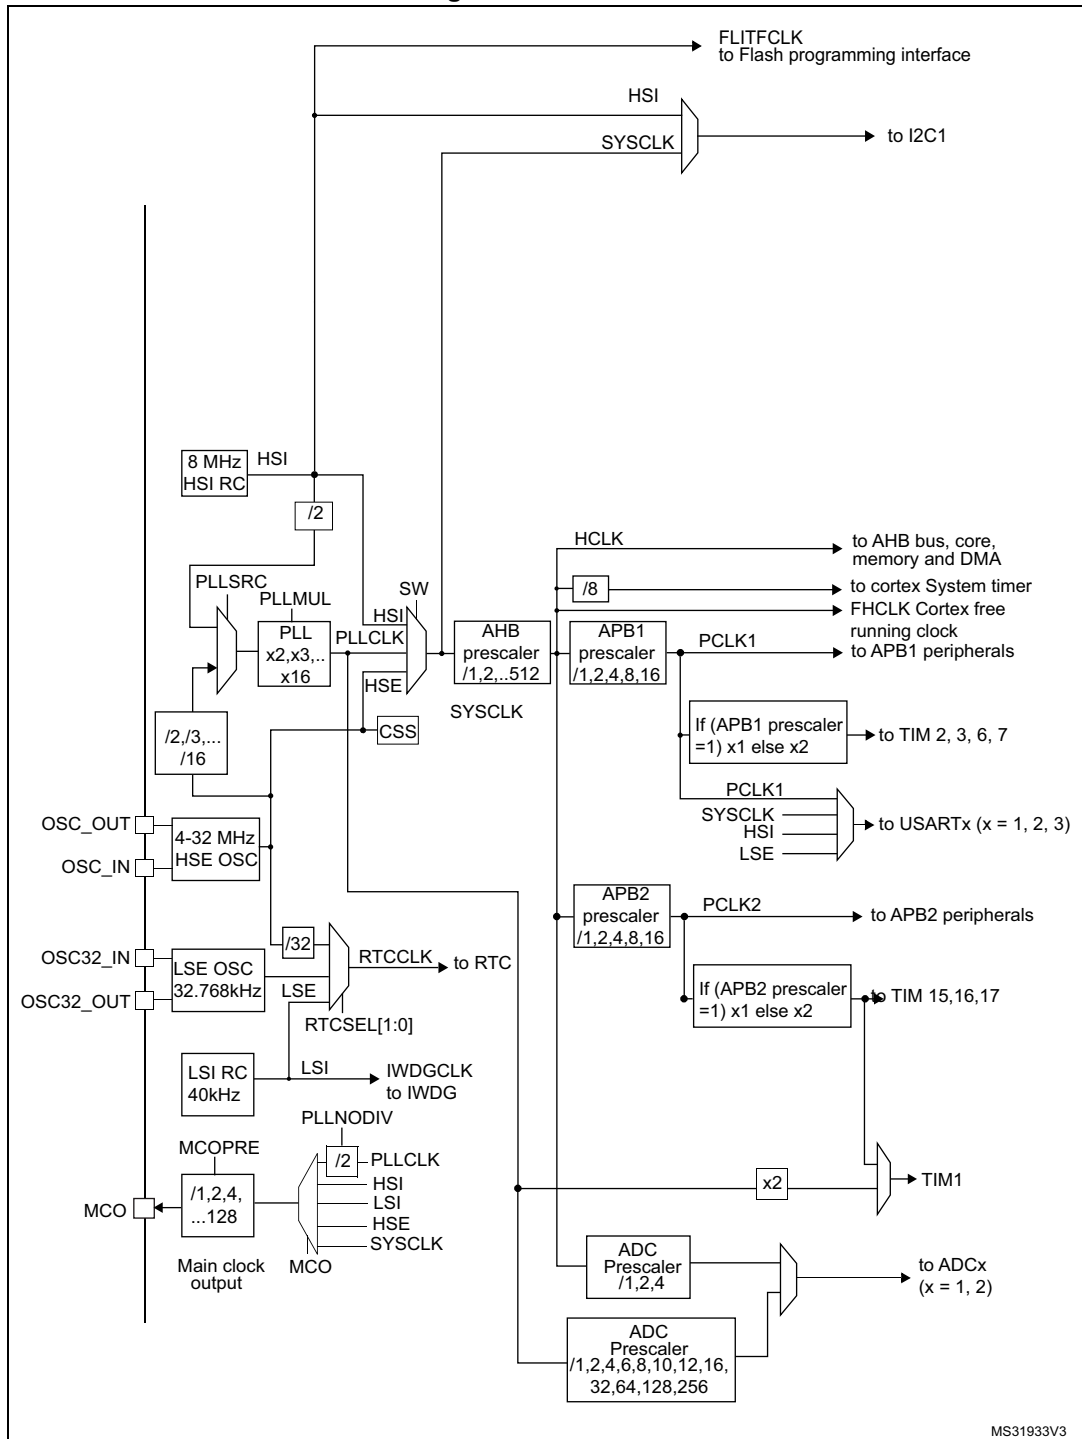 FLITFCLK
to Flash programming interface
HSI
to I2C1
SYSCLK
8 MHz
HSI RC
HSI
/2
HCLK
to AHB bus, core,
memory and DMA
/8
to cortex System timer
FHCLK Cortex free
running clock
PLLSRC
PLLMUL
SW
PLL
x2,x3,..
x16
PLLCLK
HSI
HSE
AHB
prescaler
/1,2,..512
APB1
prescaler
/1,2,4,8,16
PCLK1
to APB1 peripherals
SYSCLK
/2,/3,...
/16
CSS
If (APB1 prescaler
=1) x1 else x2
to TIM 2, 3, 6, 7
PCLK1
SYSCLK
HSI
LSE
to USARTx (x = 1, 2, 3)
OSC_OUT
OSC_IN
4-32 MHz
HSE OSC
APB2
prescaler
/1,2,4,8,16
PCLK2
to APB2 peripherals
/32
OSC32_IN
OSC32_OUT
LSE OSC
32.768kHz
LSE
RTCCLK
to RTC
RTCSEL[1:0]
If (APB2 prescaler
=1) x1 else x2
to TIM 15,16,17
LSI RC
40kHz
LSI
IWDGCLK
to IWDG
PLLNODIV
MCOPRE
/2
PLLCLK
HSI
LSI
HSE
SYSCLK
/1,2,4,
...128
MCO
Main clock
output
MCO
x2
TIM1
ADC
Prescaler
/1,2,4
to ADCx
(x = 1, 2)
ADC
Prescaler
/1,2,4,6,8,10,12,16,
32,64,128,256
MS31933V3